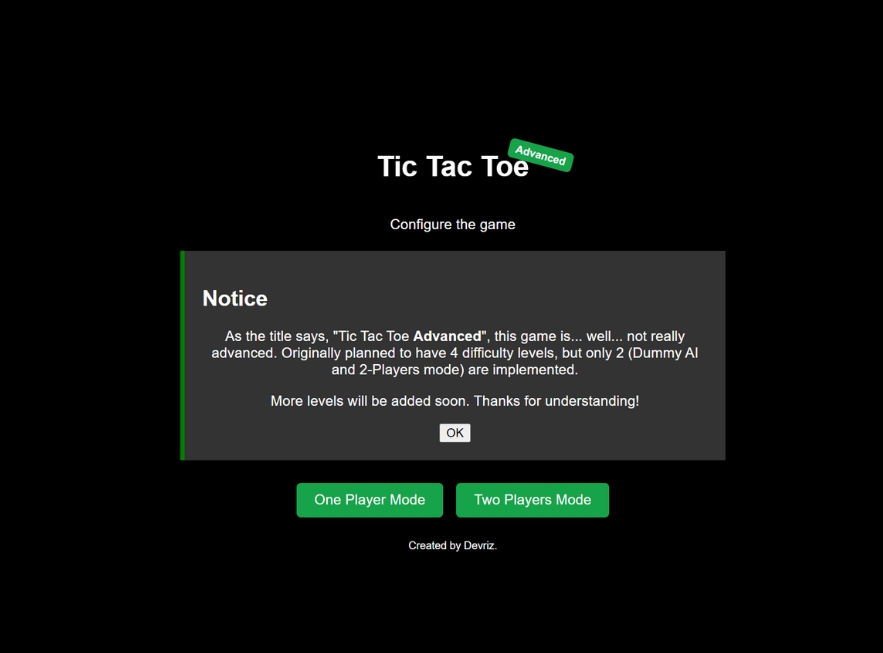 Tic Tac Toe
Advanced
Configure the game
Notice
As the title says, "Tic Tac Toe Advanced", this game is... well... not really
advanced. Originally planned to have 4 difficulty levels, but only 2 (Dummy AI
and 2-Players mode) are implemented.
More levels will be added soon. Thanks for understanding!
OK
One Player Mode
Two Players Mode
Created by Devriz.